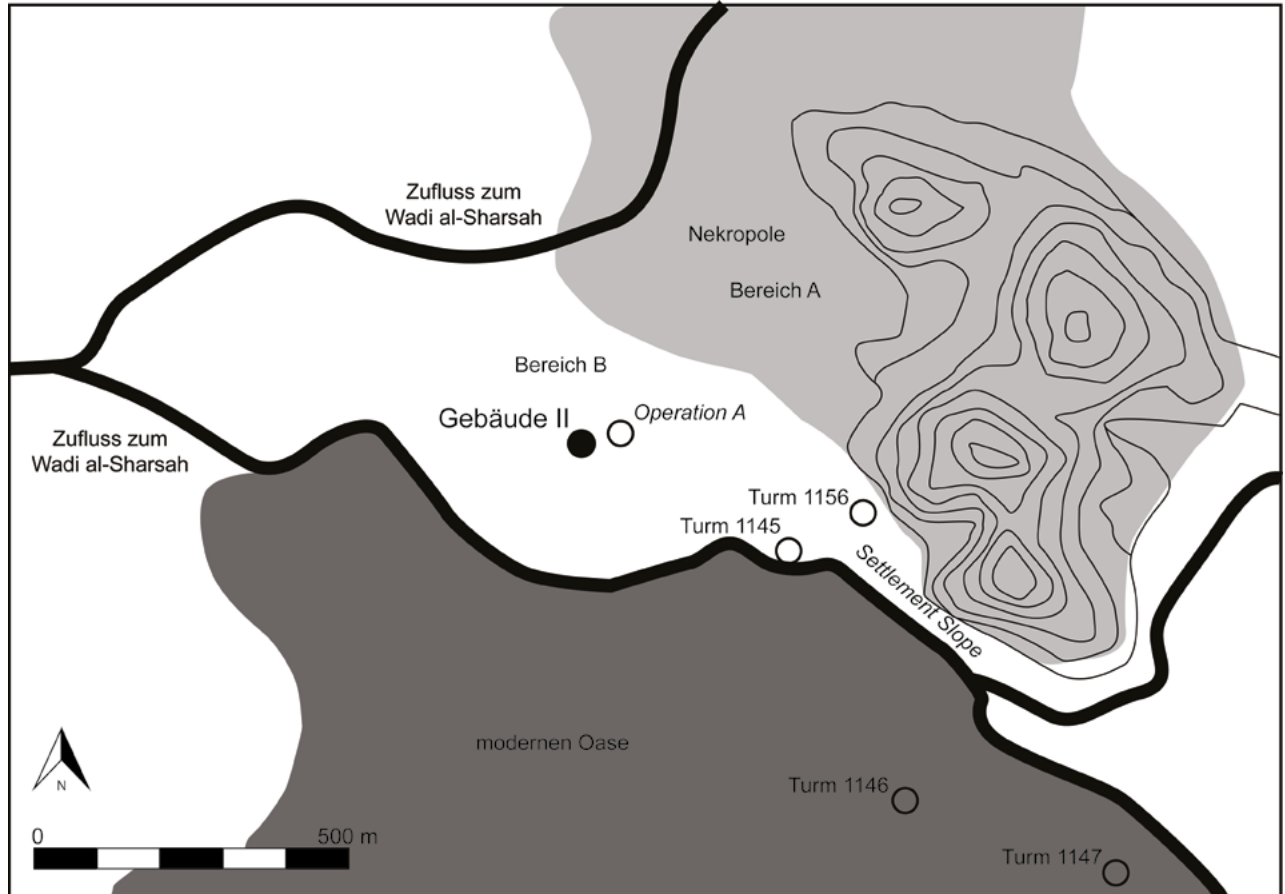 Zufluss zum
Wadi al-Sharsah
Nekropole
Bereich A
Bereich B
Operation A
Gebäude II
Zufluss zum
Wadi al-Sharsah
Turm 1156
Turm 1145
Settlement Slope
modernen Oase
Turm 1146
N
0
500 m
Turm 1147